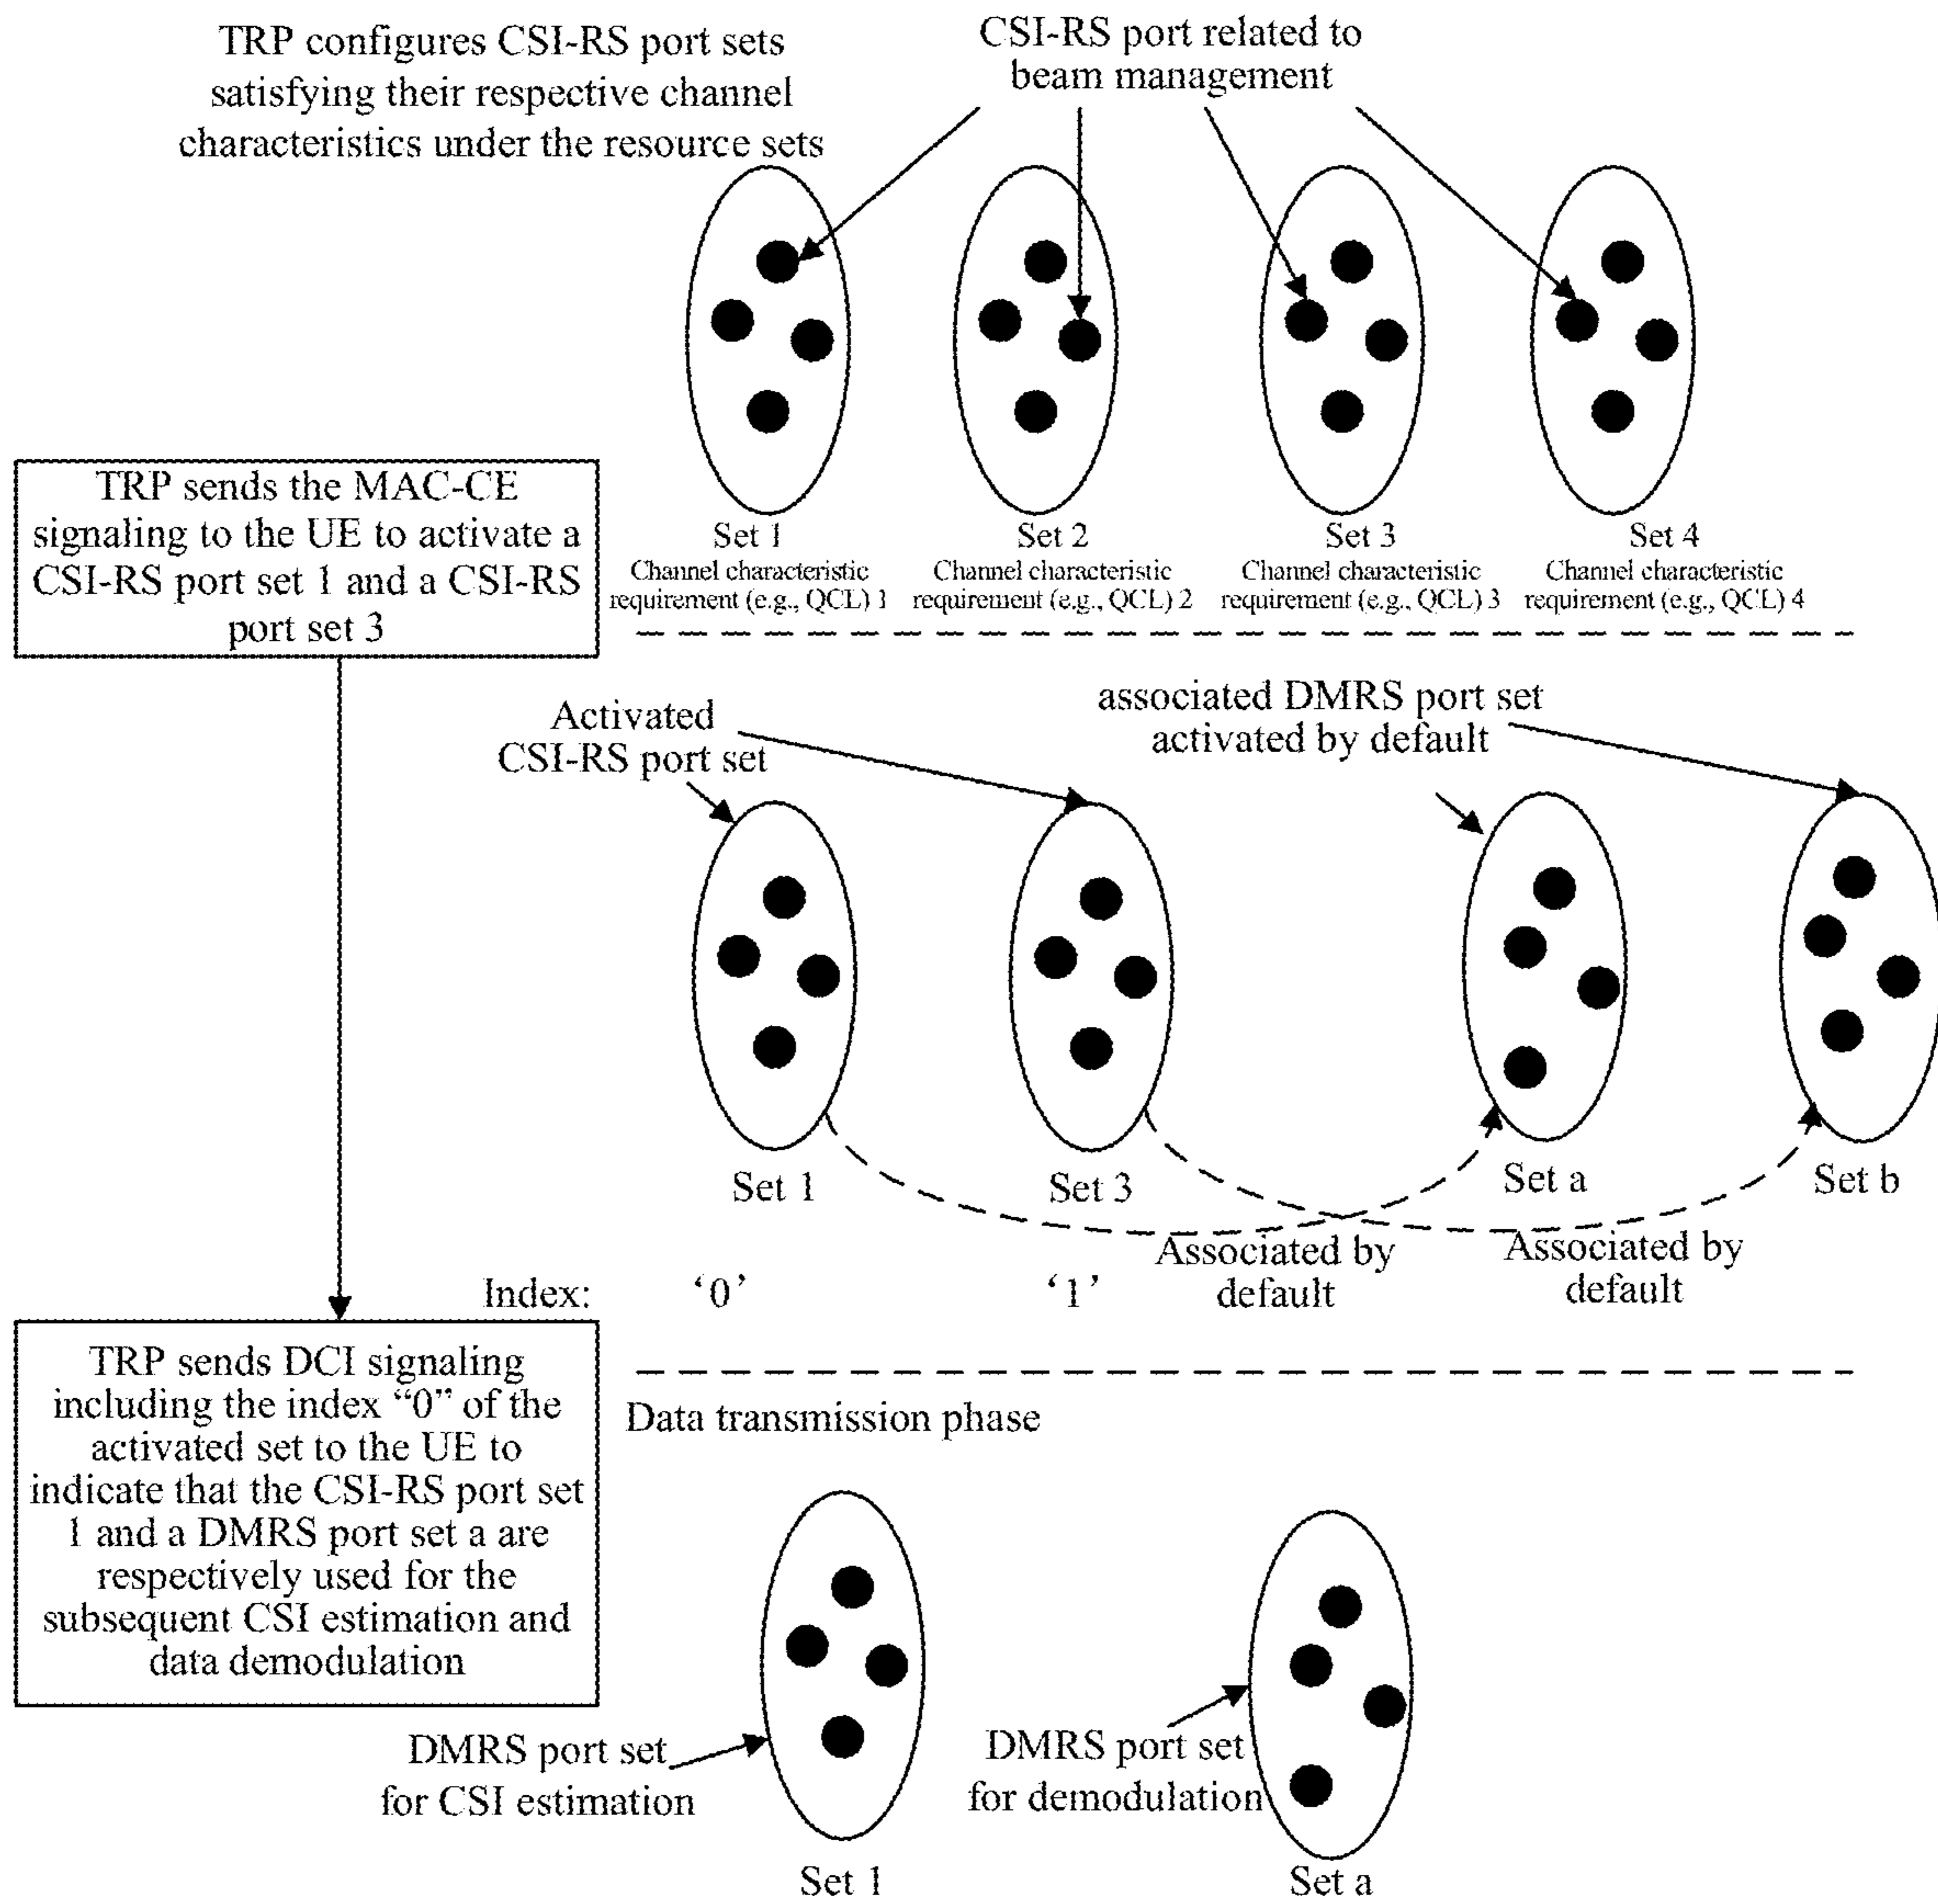 TRP configures CSI-RS port sets
satisfying their respective channel
characteristics under the resource sets
CSI-RS port related to
beam management
Set 1
Channel characteristic
requirement (e.g., QCL) 1
Set 2
Channel characteristic
requirement (e.g., QCL) 2
Set 3
Channel characteristic
requirement (e.g., QCL) 3
Set 4
Channel characteristic
requirement (e.g., QCL) 4
TRP sends the MAC-CE
signaling to the UE to activate a
CSI-RS port set 1 and a CSI-RS
port set 3
Activated
CSI-RS port set
associated DMRS port set
activated by default
Set 1
Set 3
Set a
Set b
Associated by
default
Associated by
default
Index:
‘0’
‘1’
TRP sends DCI signaling
including the index “0” of the
activated set to the UE to
indicate that the CSI-RS port set
1 and a DMRS port set a are
respectively used for the
subsequent CSI estimation and
data demodulation
Data transmission phase
DMRS port set
for CSI estimation
DMRS port set
for demodulation
Set 1
Set a